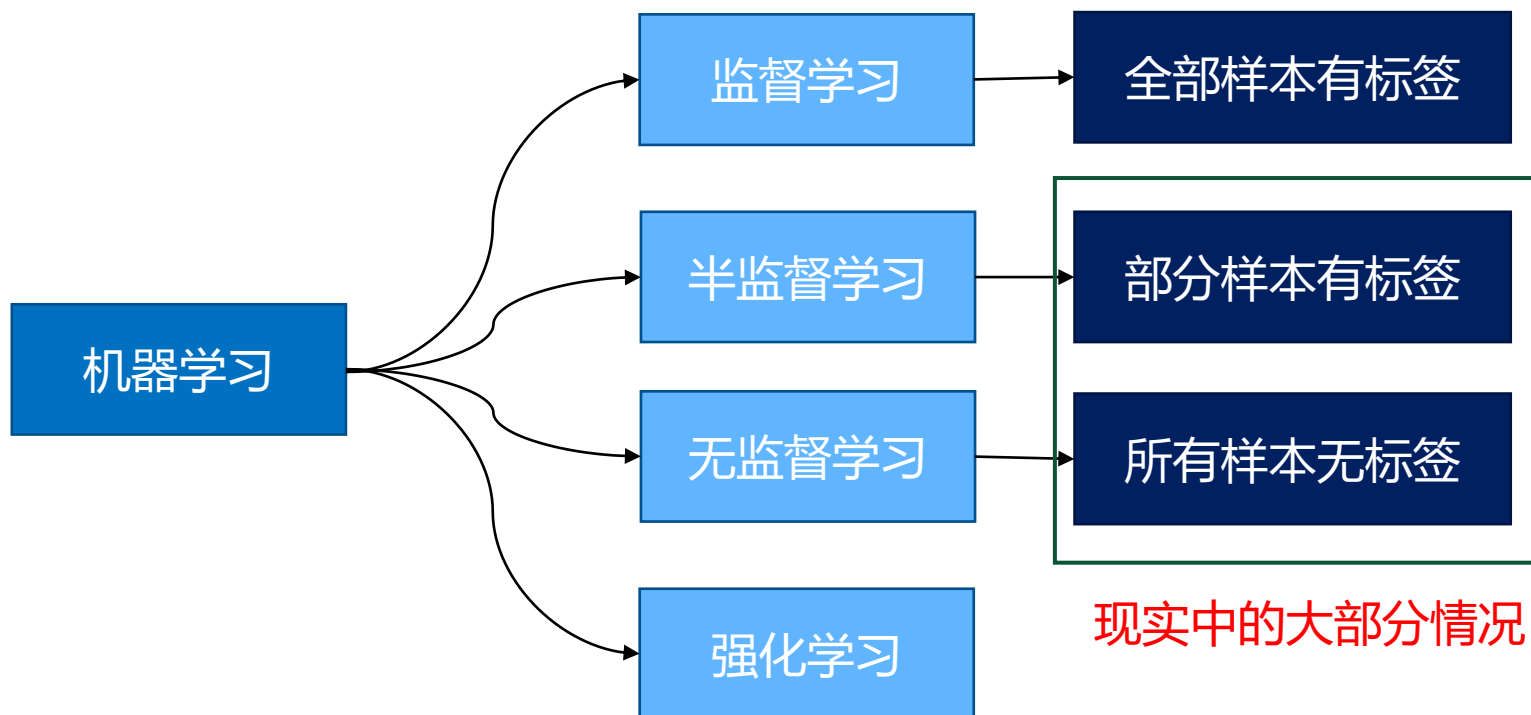 监督学习
全部样本有标签
半监督学习
部分样本有标签
机器学习
无监督学习
所有样本无标签
强化学习
现实中的大部分情况